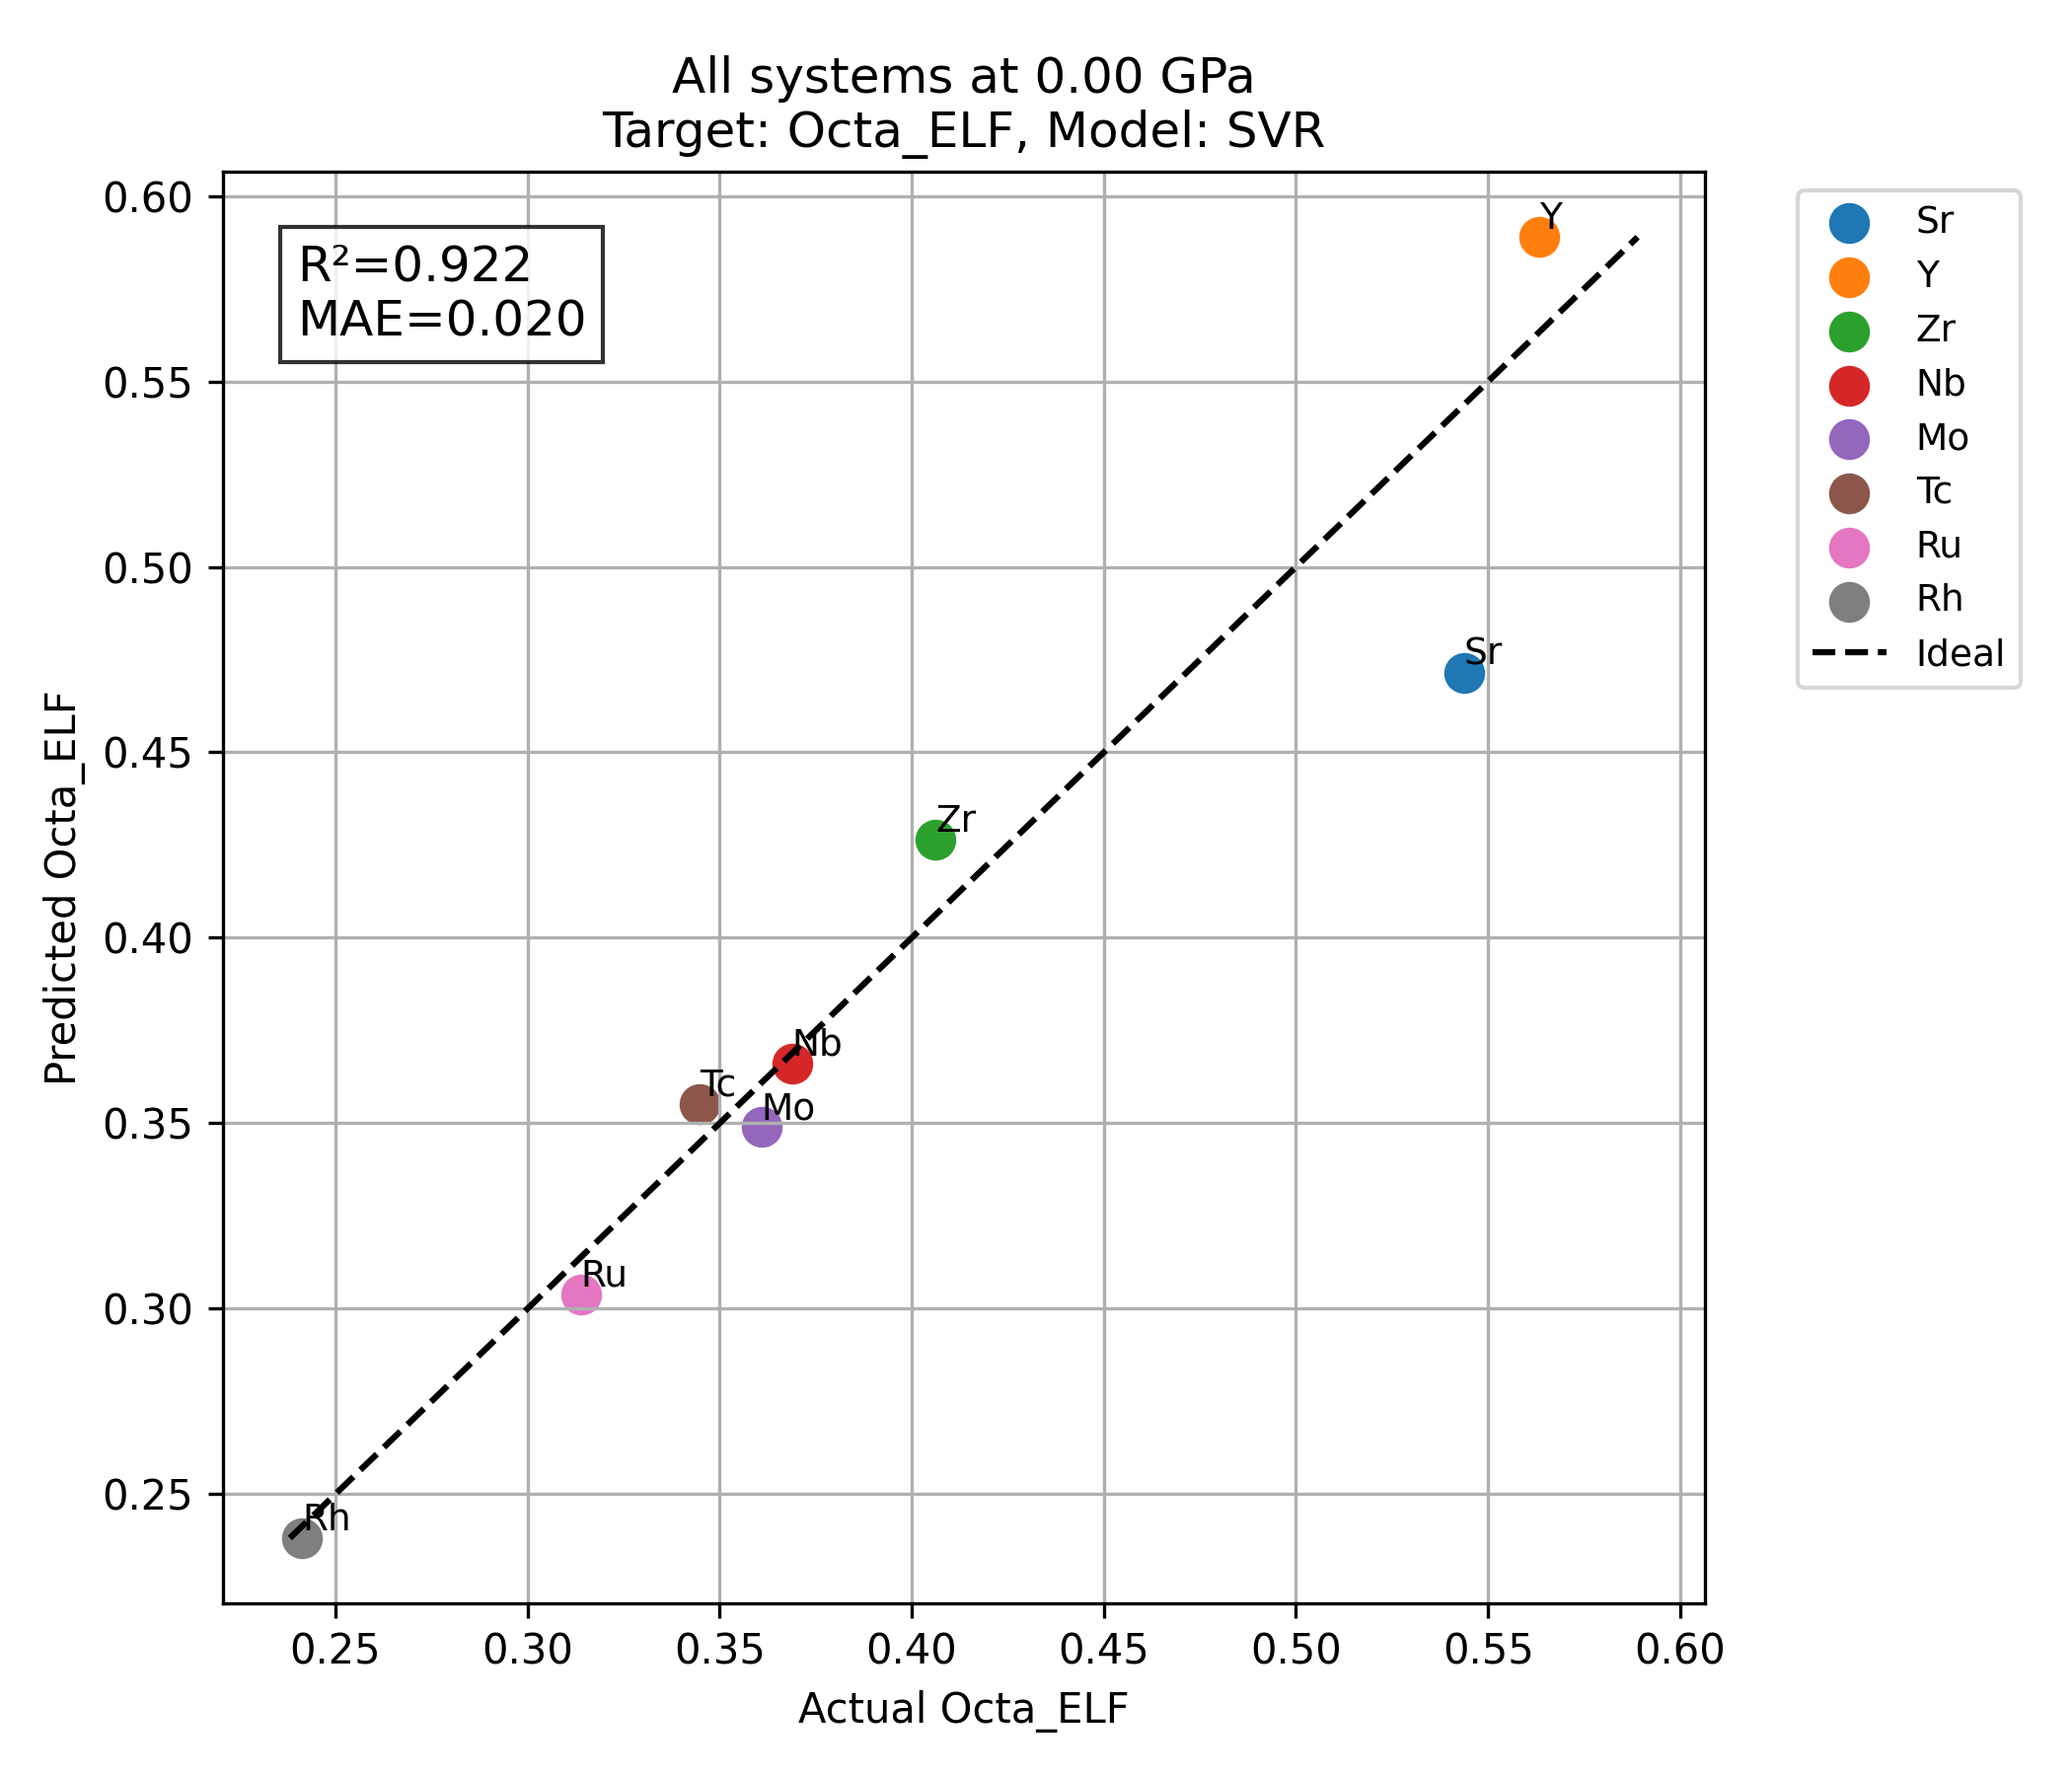 All systems at 0.00 GPa
Target: Octa_ELF, Model: SVR
R²=0.922
MAE=0.020
Predicted Octa_ELF
0.60
0.55
0.50
0.45
0.40
0.35
0.30
0.25
Y
Sr
Zr
Nb
Tc
Mo
Ru
Rh
0.25
0.30
0.35
0.40
0.45
0.50
0.55
0.60
Actual Octa_ELF
Sr
Y
Zr
Nb
Mo
Tc
Ru
Rh
Ideal